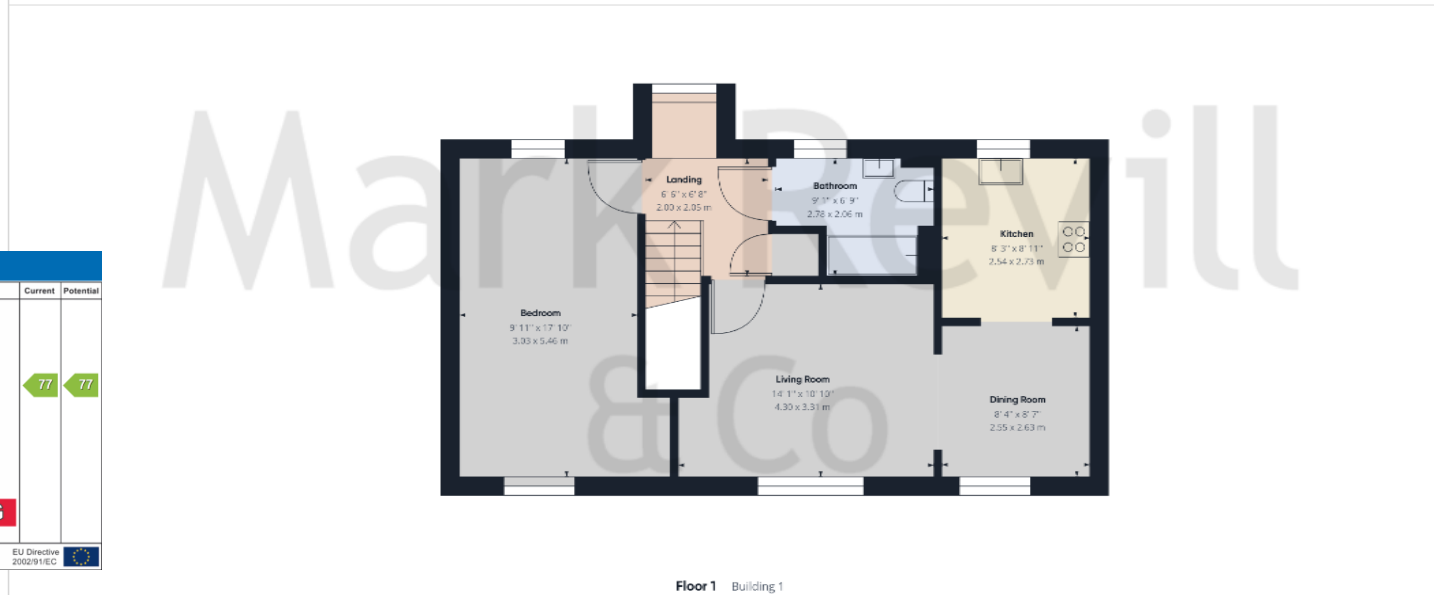 Mark Revill
& Co
Landing
6' 6" x 6' 8"
2.00 x 2.05 m
Bathroom
9' 1" x 6' 9"
2.78 x 2.06 m
Kitchen
8' 3" x 8' 11"
2.54 x 2.73 m
Bedroom
9' 11" x 17' 10"
3.03 x 5.46 m
Living Room
14' 1" x 10' 10"
4.30 x 3.31 m
Dining Room
8' 4" x 8' 7"
2.55 x 2.63 m
Current Potential
77 77
EU Directive
2002/91/EC
Floor 1 Building 1